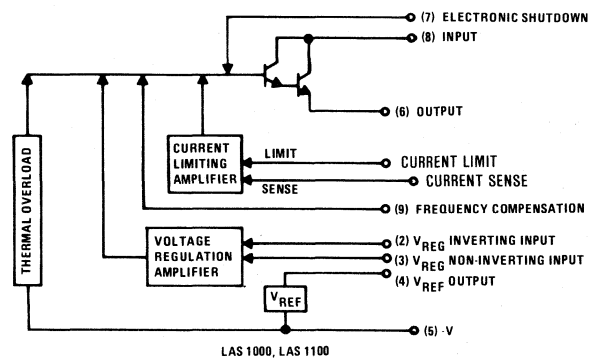 (7) ELECTRONIC SHUTDOWN
(8) INPUT
(6) OUTPUT
THERMAL OVERLOAD
CURRENT
LIMITING
AMPLIFIER
LIMIT
CURRENT LIMIT
SENSE
CURRENT SENSE
(9) FREQUENCY COMPENSATION
VOLTAGE
REGULATION
AMPLIFIER
(2) VREG INVERTING INPUT
(3) VREG NON-INVERTING INPUT
(4) VREF OUTPUT
VREF
(5) -V
LAS 1000, LAS 1100